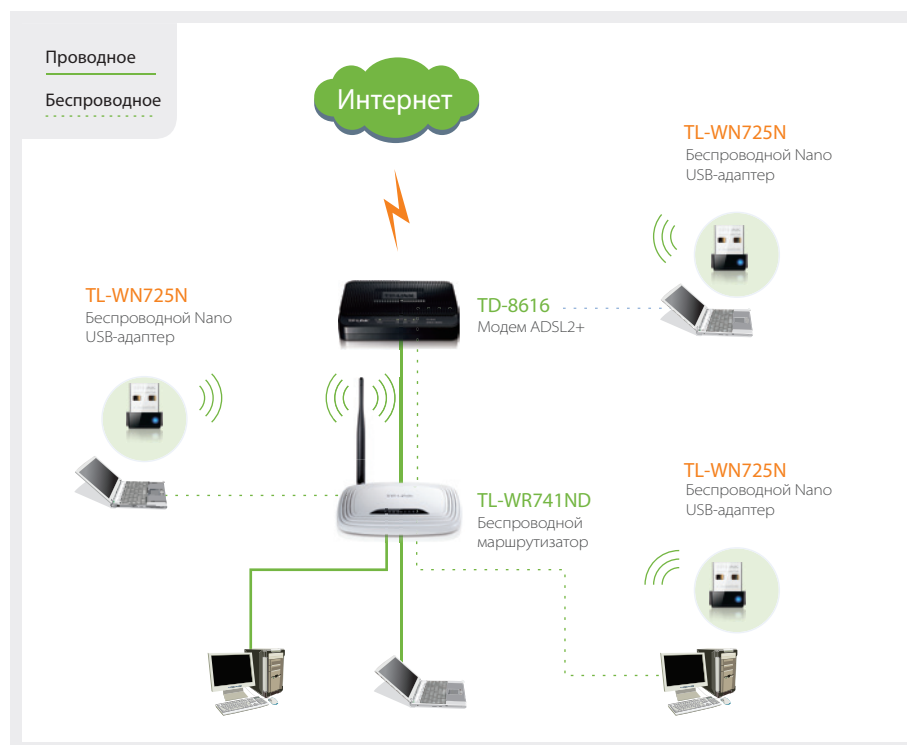 Проводное
Беспроводное
Интернет
TL-WN725N
Беспроводной Nano
USB-адаптер
TL-WN725N
Беспроводной Nano
USB-адаптер
TD-8616
Модем ADSL2+
TL-WN725N
Беспроводной Nano
USB-адаптер
TL-WR741ND
Беспроводной
маршрутизатор